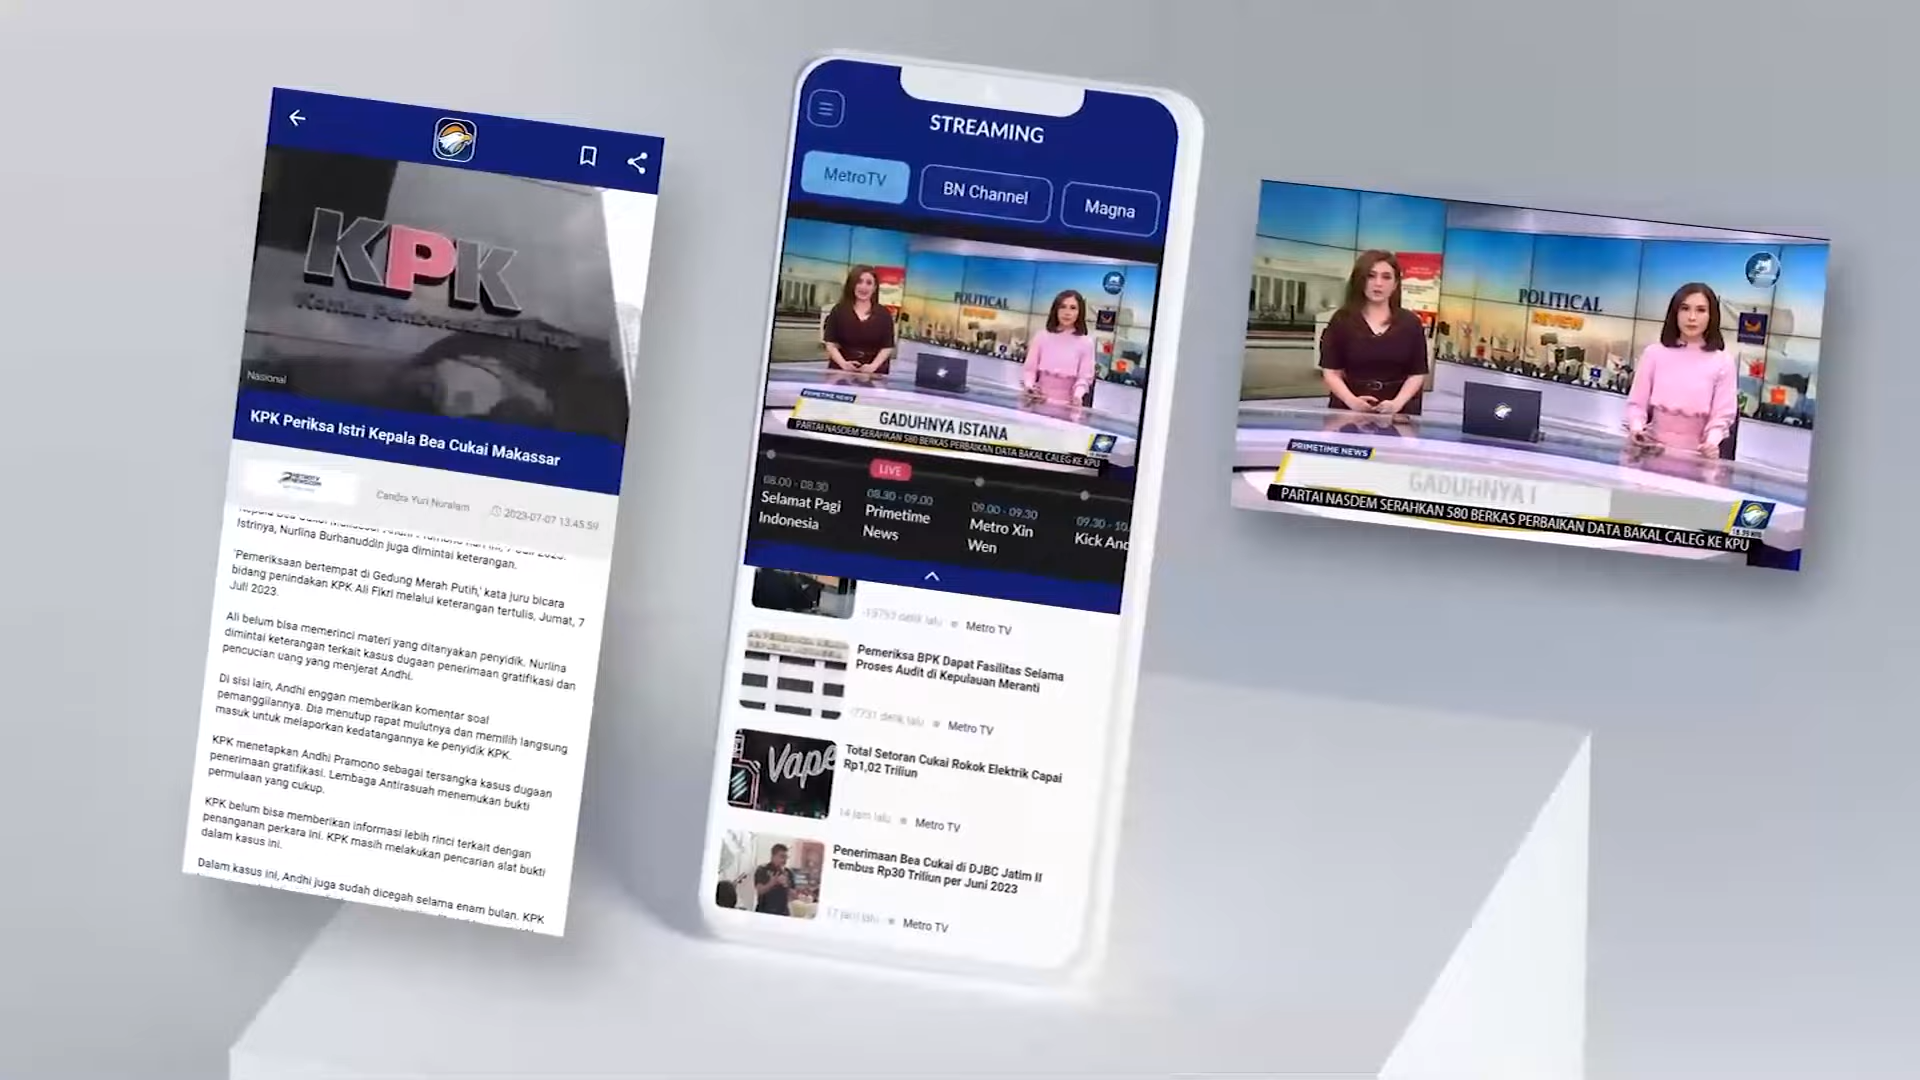 KPK
Nasional
KPK Periksa Istri Kepala Bea Cukai Makassar
Candra Yuri Nuralam
2023-07-07 13:45:59
Istrinya, Nurlina Burhanuddin juga dimintai keterangan.
'Pemeriksaan bertempat di Gedung Merah Putih,' kata juru bicara
bidang penindakan KPK Ali Fikri melalui keterangan tertulis, Jumat, 7
Juli 2023.
Ali belum bisa memerinci materi yang ditanyakan penyidik. Nurlina
dimintai keterangan terkait kasus dugaan penerimaan gratifikasi dan
pencucian uang yang menjerat Andhi.
Di sisi lain, Andhi enggan memberikan komentar soal
pemanggilannya. Dia menutup rapat mulutnya dan memilih langsung
masuk untuk melaporkan kedatangannya ke penyidik KPK.
KPK menetapkan Andhi Pramono sebagai tersangka kasus dugaan
penerimaan gratifikasi. Lembaga Antirasuah menemukan bukti
permulaan yang cukup.
KPK belum bisa memberikan informasi lebih rinci terkait dengan
penanganan perkara ini. KPK masih melakukan pencarian alat bukti
dalam kasus ini.
Dalam kasus ini, Andhi juga sudah dicegah selama enam bulan. KPK
STREAMING
MetroTV
BN Channel
Magna
POLITICAL
REVIEW
PRIMETIME NEWS
GADUHNYA ISTANA
PARTAI NASDEM SERAHKAN 580 BERKAS PERBAIKAN DATA BAKAL CALEG KE KPU
LIVE
08.00 - 08.30
Selamat Pagi
Indonesia
08.30 - 09.00
Primetime
News
09.00 - 09.30
Metro Xin
Wen
09.30 - 10.
Kick And
-19793 detik lalu
Metro TV
Pemeriksa BPK Dapat Fasilitas Selama
Proses Audit di Kepulauan Meranti
-7731 detik lalu
Metro TV
Vape
Total Setoran Cukai Rokok Elektrik Capai
Rp1,02 Triliun
14 jam lalu
Metro TV
Penerimaan Bea Cukai di DJBC Jatim II
Tembus Rp30 Triliun per Juni 2023
17 jam lalu
Metro TV
POLITICAL
REVIEW
PRIMETIME NEWS
GADUHNYA I
PARTAI NASDEM SERAHKAN 580 BERKAS PERBAIKAN DATA BAKAL CALEG KE KPU